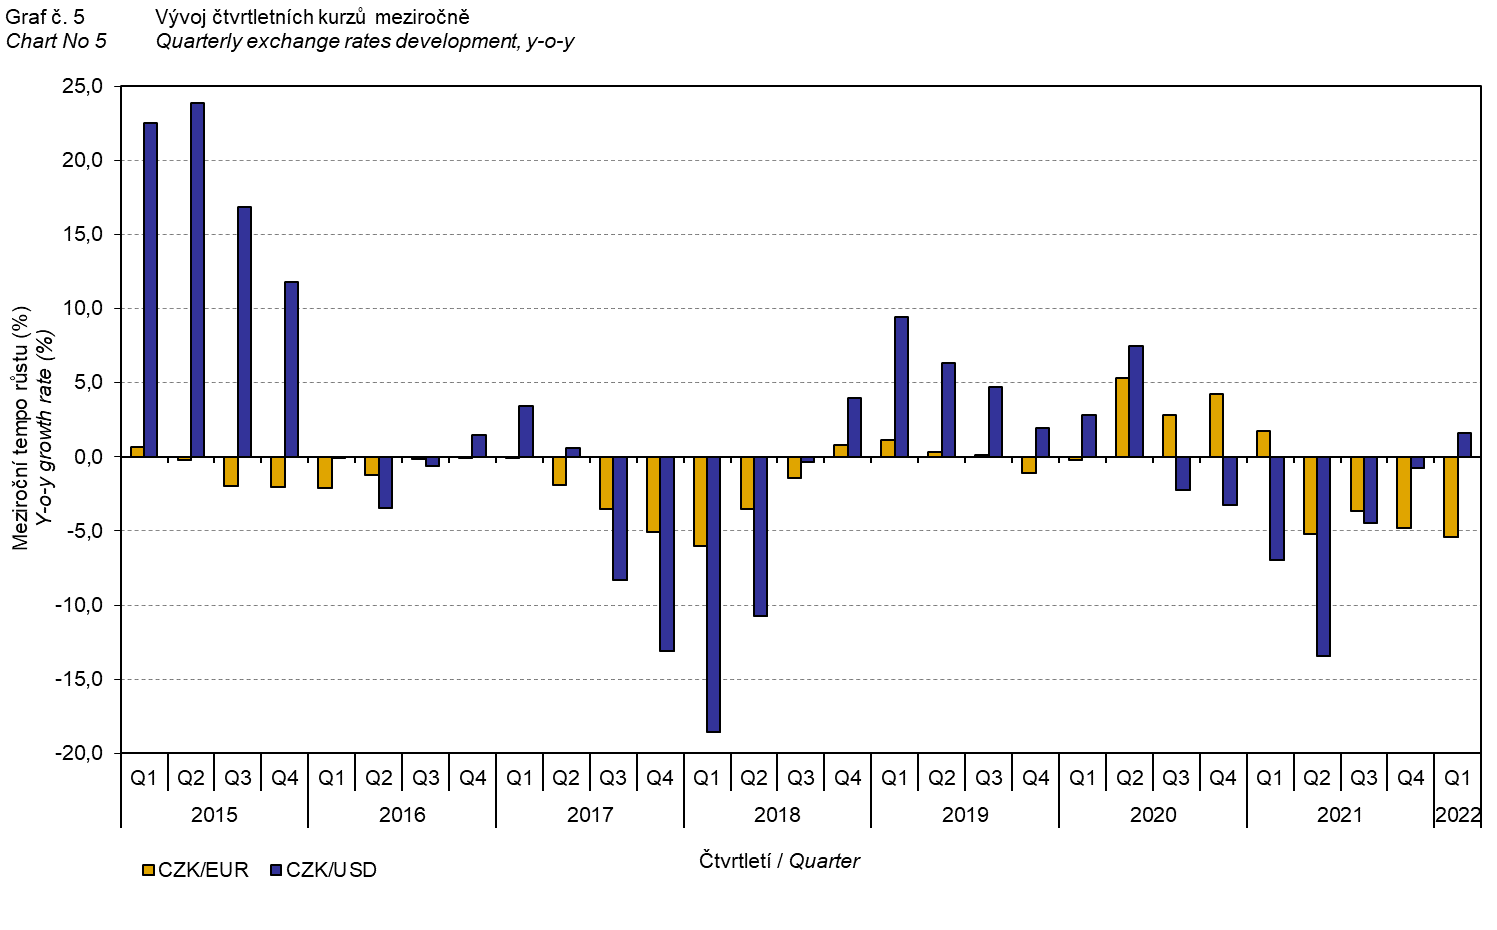 Graf č. 5 Vývoj čtvrtletních kurzů meziročně
Chart No 5 Quarterly exchange rates development, y-o-y
25,0
20,0
15,0
10,0
5,0
0,0
-5,0
-10,0
-15,0
-20,0
Meziroční tempo růstu (%)
Y-o-y growth rate (%)
Q1 Q2 Q3 Q4 Q1 Q2 Q3 Q4 Q1 Q2 Q3 Q4 Q1 Q2 Q3 Q4 Q1 Q2 Q3 Q4 Q1 Q2 Q3 Q4 Q1 Q2 Q3 Q4 Q1
2015 2016 2017 2018 2019 2020 2021 2022
Čtvrtletí / Quarter
CZK/EUR CZK/USD